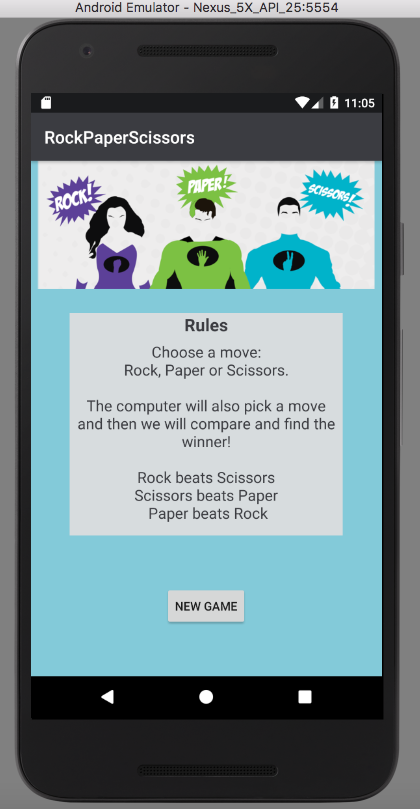 Android Emulator - Nexus_5X_API_25:5554
11:05
RockPaperScissors
ROCK!
PAPER!
SCISSORS!
Rules
Choose a move:
Rock, Paper or Scissors.
The computer will also pick a move
and then we will compare and find the
winner!
Rock beats Scissors
Scissors beats Paper
Paper beats Rock
NEW GAME